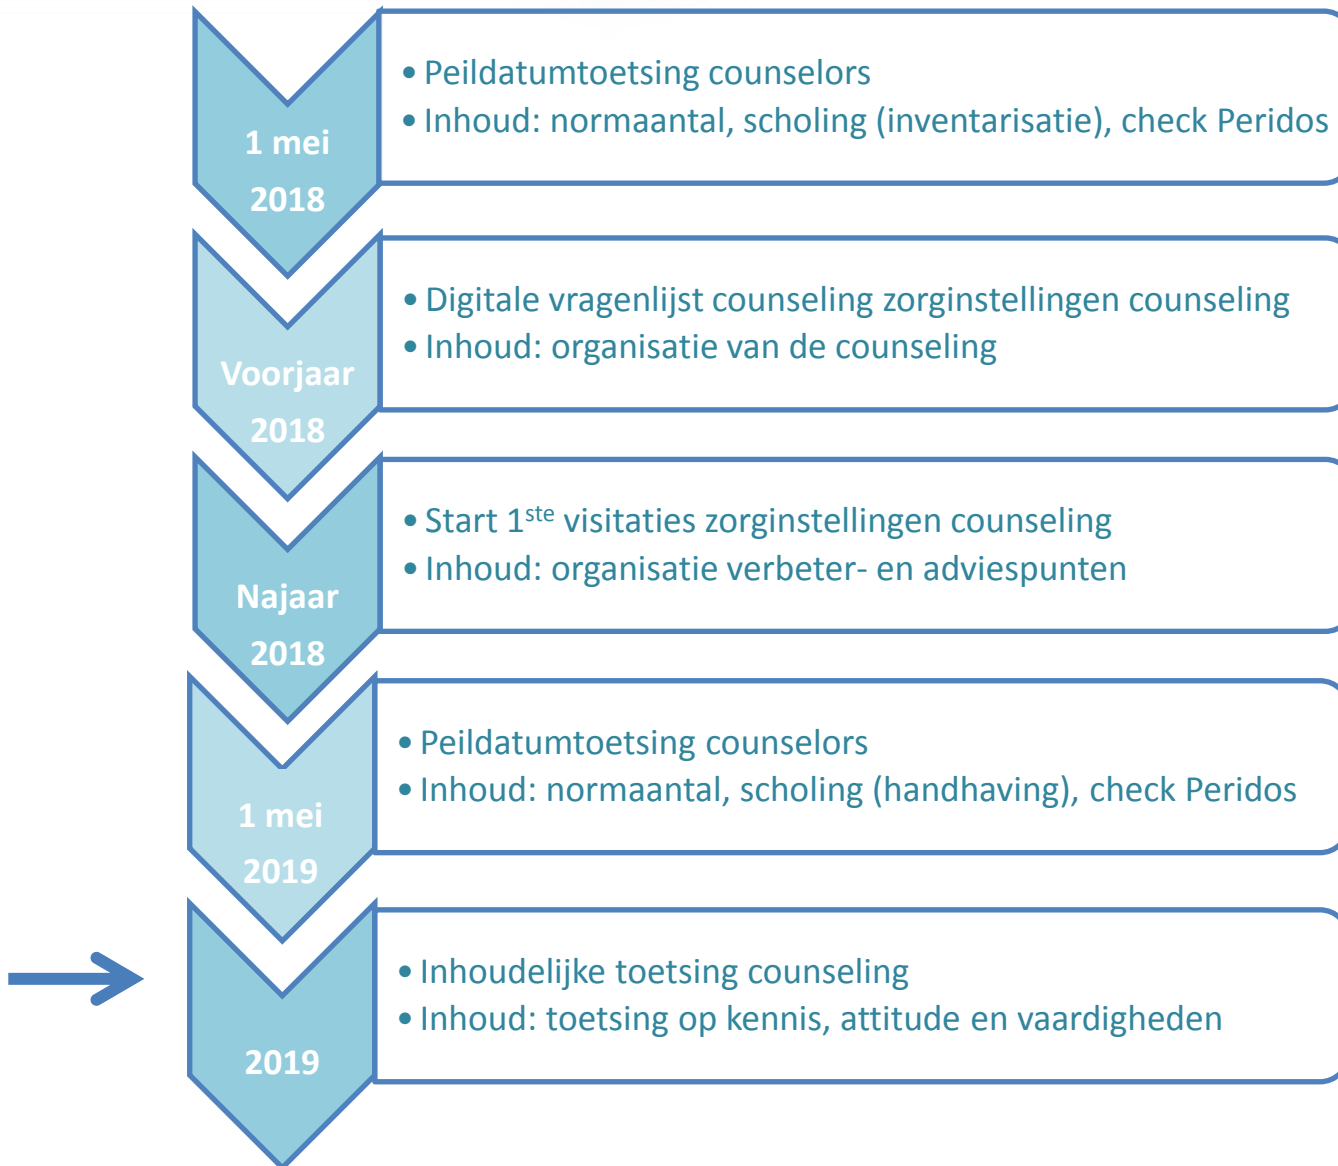 1 mei
2018
• Peildatumtoetsing counselors
• Inhoud: normaantal, scholing (inventarisatie), check Peridos
Voorjaar
2018
• Digitale vragenlijst counseling zorginstellingen counseling
• Inhoud: organisatie van de counseling
Najaar
2018
• Start 1ste visitaties zorginstellingen counseling
• Inhoud: organisatie verbeter- en adviespunten
1 mei
2019
• Peildatumtoetsing counselors
• Inhoud: normaantal, scholing (handhaving), check Peridos
2019
• Inhoudelijke toetsing counseling
• Inhoud: toetsing op kennis, attitude en vaardigheden